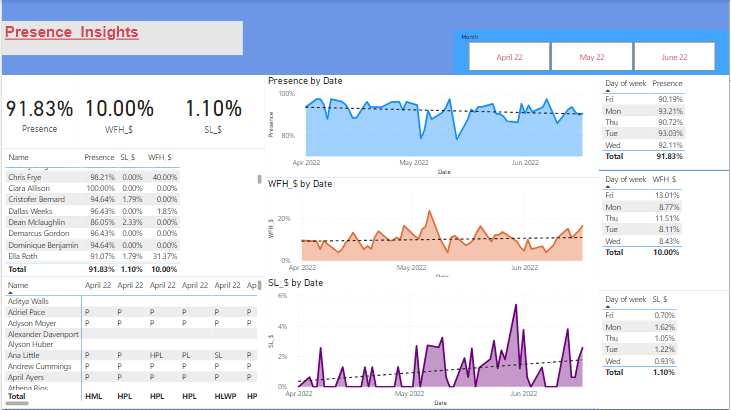 Presence Insights
Month
April 22 May 22 June 22
91.83% 10.00% 1.10%
Presence WFH_$ SL_$
Name Presence SL_$ WFH_$
Chris Frye 98.21% 0.00% 40.00%
Ciara Allison 100.00% 0.00% 0.00%
Cristofer Bernard 94.64% 1.79% 0.00%
Dallas Weeks 96.43% 0.00% 1.85%
Dean Mclaughlin 86.05% 2.33% 0.00%
Demarcus Gordon 96.43% 0.00% 0.00%
Dominique Benjamin 94.64% 0.00% 0.00%
Ella Roth 91.07% 1.79% 31.37%
Total 91.83% 1.10% 10.00%
Name April 22 April 22 April 22 April 22 April 22 Ap
Aditya Walls
Adriel Pace P P P P P P
Adyson Moyer P P P P P P
Alexander Davenport
Alyson Huber
Ana Little P P HPL PL SL P
Andrew Cummings P P P P P P
April Ayers P P P P P P
Athena Rios
Total HML HPL HPL HPL HLWP HP
Presence by Date
Presence
100%
80%
Apr 2022 May 2022 Jun 2022
Date
WFH_$ by Date
WFH_$
20%
0%
Apr 2022 May 2022 Jun 2022
Date
SL_$ by Date
SL_$
6%
4%
2%
0%
Apr 2022 May 2022 Jun 2022
Date
Day of week Presence
Fri 90.19%
Mon 93.21%
Thu 90.72%
Tue 93.03%
Wed 92.11%
Total 91.83%
Day of week WFH_$
Fri 13.01%
Mon 8.77%
Thu 11.51%
Tue 8.11%
Wed 8.43%
Total 10.00%
Day of week SL_$
Fri 0.70%
Mon 1.62%
Thu 1.05%
Tue 1.22%
Wed 0.93%
Total 1.10%